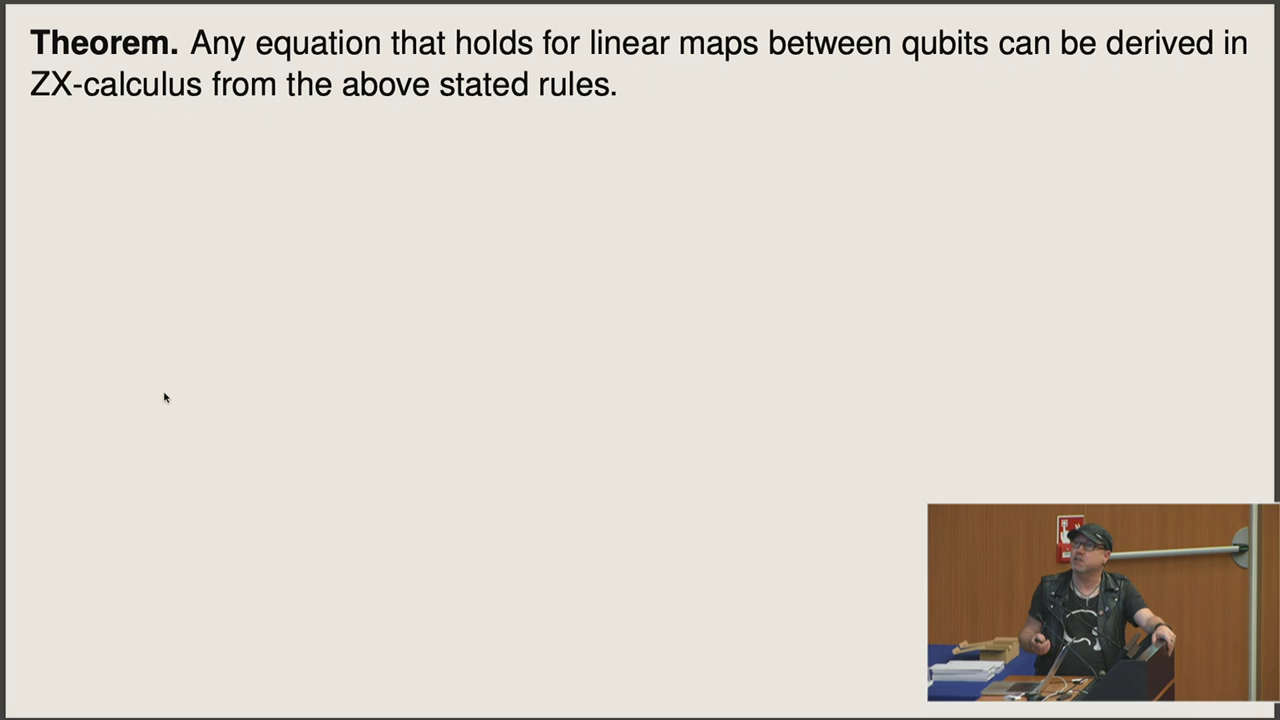 Theorem. Any equation that holds for linear maps between qubits can be derived in
ZX-calculus from the above stated rules.